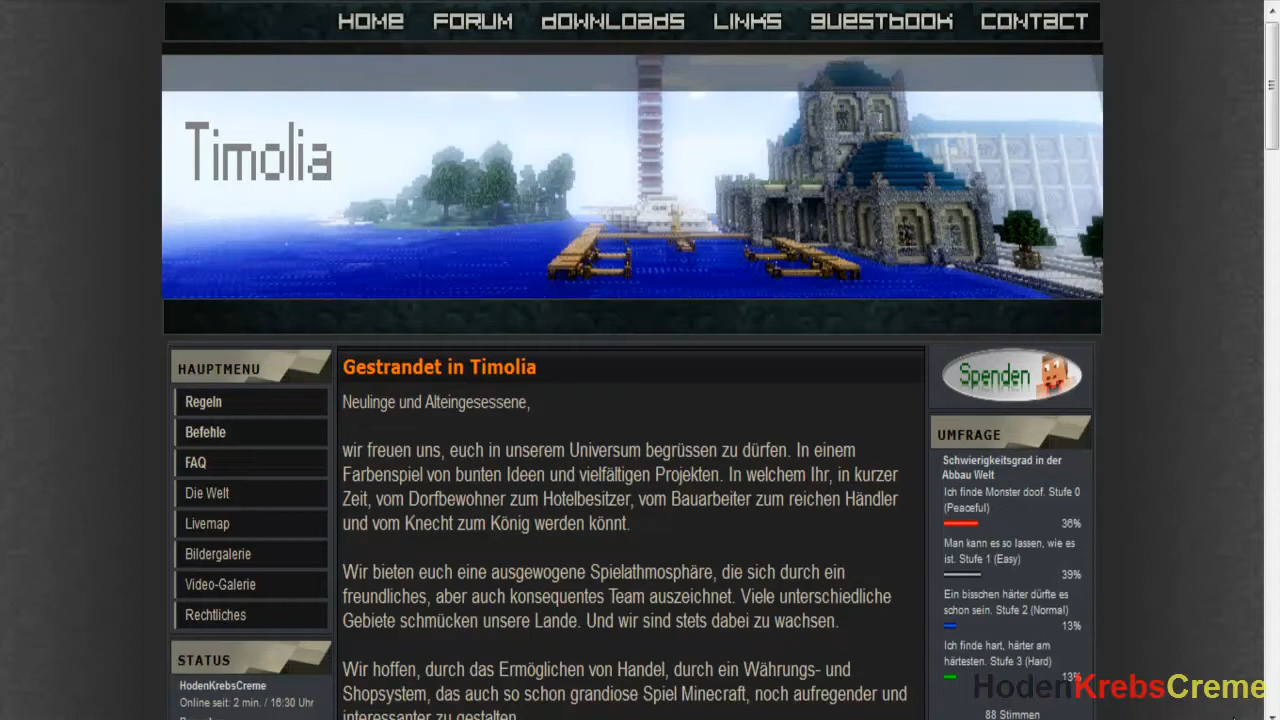 HOME FORUM downloads LINKS guestbook CONTACT
Timolia
HAUPTMENU
Regeln
Befehle
FAQ
Die Welt
Livemap
Bildergalerie
Video-Galerie
Rechtliches
STATUS
HodenKrebsCreme
Online seit: 2 min. / 16:30 Uhr
Gestrandet in Timolia
Neulinge und Alteingesessene,
wir freuen uns, euch in unserem Universum begrüssen zu dürfen. In einem
Farbenspiel von bunten Ideen und vielfältigen Projekten. In welchem Ihr, in kurzer
Zeit, vom Dorfbewohner zum Hotelbesitzer, vom Bauarbeiter zum reichen Händler
und vom Knecht zum König werden könnt.
Wir bieten euch eine ausgewogene Spielathmosphäre, die sich durch ein
freundliches, aber auch konsequentes Team auszeichnet. Viele unterschiedliche
Gebiete schmücken unsere Lande. Und wir sind stets dabei zu wachsen.
Wir hoffen, durch das Ermöglichen von Handel, durch ein Währungs- und
Shopsystem, das auch so schon grandiose Spiel Minecraft, noch aufregender und
interessanter zu gestalten.
Spenden
UMFRAGE
Schwierigkeitsgrad in der
Abbau Welt
Ich finde Monster doof. Stufe 0
(Peaceful)
36%
Man kann es so lassen, wie es
ist. Stufe 1 (Easy)
39%
Ein bisschen härter dürfte es
schon sein. Stufe 2 (Normal)
13%
Ich finde hart, härter am
härtesten. Stufe 3 (Hard)
13%
88 Stimmen
HodenKrebsCreme